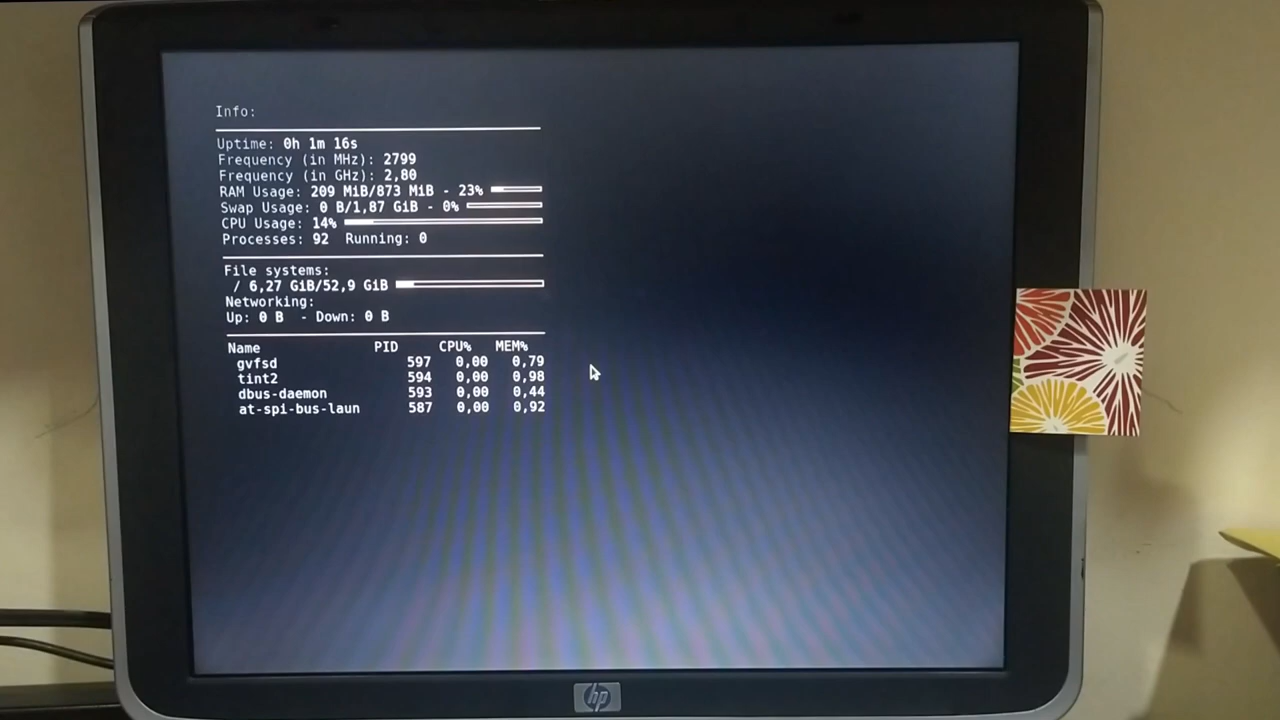 Info:
Uptime: 0h 1m 16s
Frequency (in MHz): 2799
Frequency (in GHz): 2,80
RAM Usage: 209 MiB/873 MiB - 23%
Swap Usage: 0 B/1,87 GiB - 0%
CPU Usage: 14%
Processes: 92 Running: 0
File systems:
/ 6,27 GiB/52,9 GiB
Networking:
Up: 0 B - Down: 0 B
Name PID CPU% MEM%
gvfsd 597 0,00 0,79
tint2 594 0,00 0,98
dbus-daemon 593 0,00 0,44
at-spi-bus-laun 587 0,00 0,92
hp